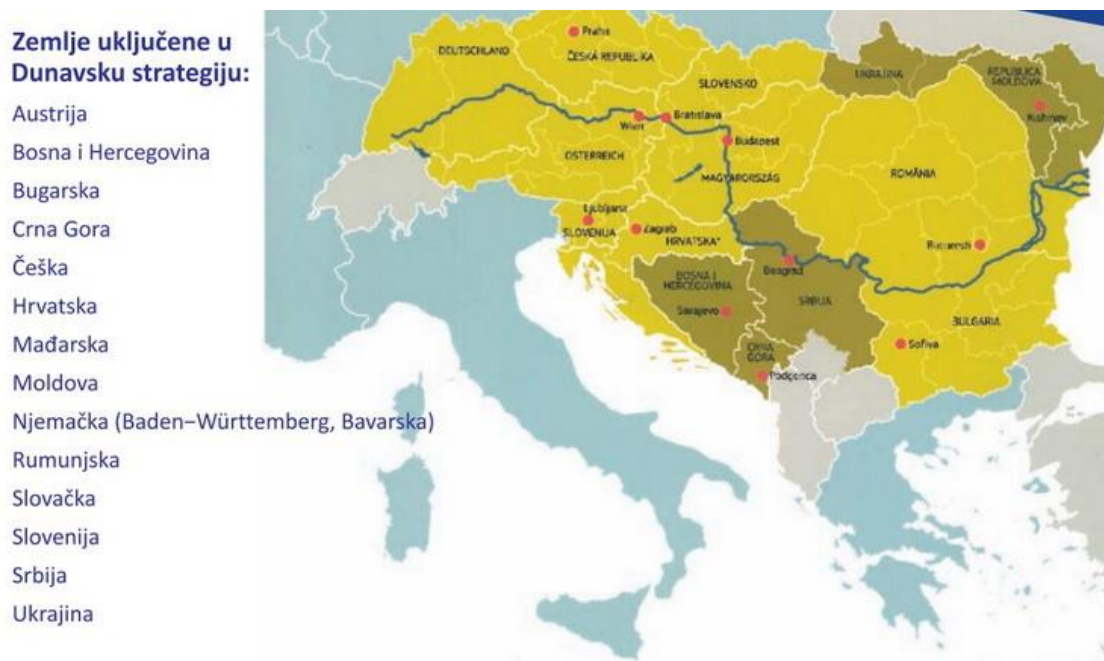 Zemlje uključene u
Dunavsku strategiju:
Austrija
Bosna i Hercegovina
Bugarska
Crna Gora
Češka
Hrvatska
Mađarska
Moldova
Njemačka (Baden–Württemberg, Bavarska)
Rumunjska
Slovačka
Slovenija
Srbija
Ukrajina
Praha
DEUTSCHLAND
ČESKÁ REPUBLIKA
SLOVENSKO
UKRAJINA
REPUBLICA
MOLDOVA
Kishinev
Wien
Bratislava
Budapest
ÖSTERREICH
MAGYARORSZÁG
ROMÂNIA
Ljubljana
SLOVENIJA
Zagreb
HRVATSKA*
Bucuresti
Beograd
BOSNA I
HERCEGOVINA
Sarajevo
SRBIJA
BULGARIA
CRNA
GORA
Sofiya
Podgorica